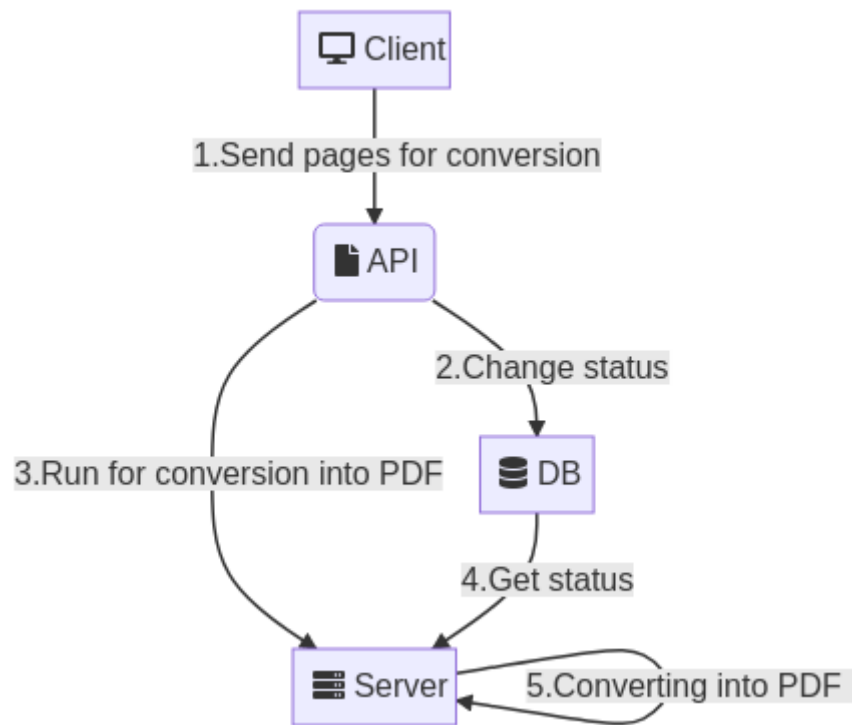 Client
1.Send pages for conversion
API
2.Change status
3.Run for conversion into PDF
DB
4.Get status
Server
5.Converting into PDF